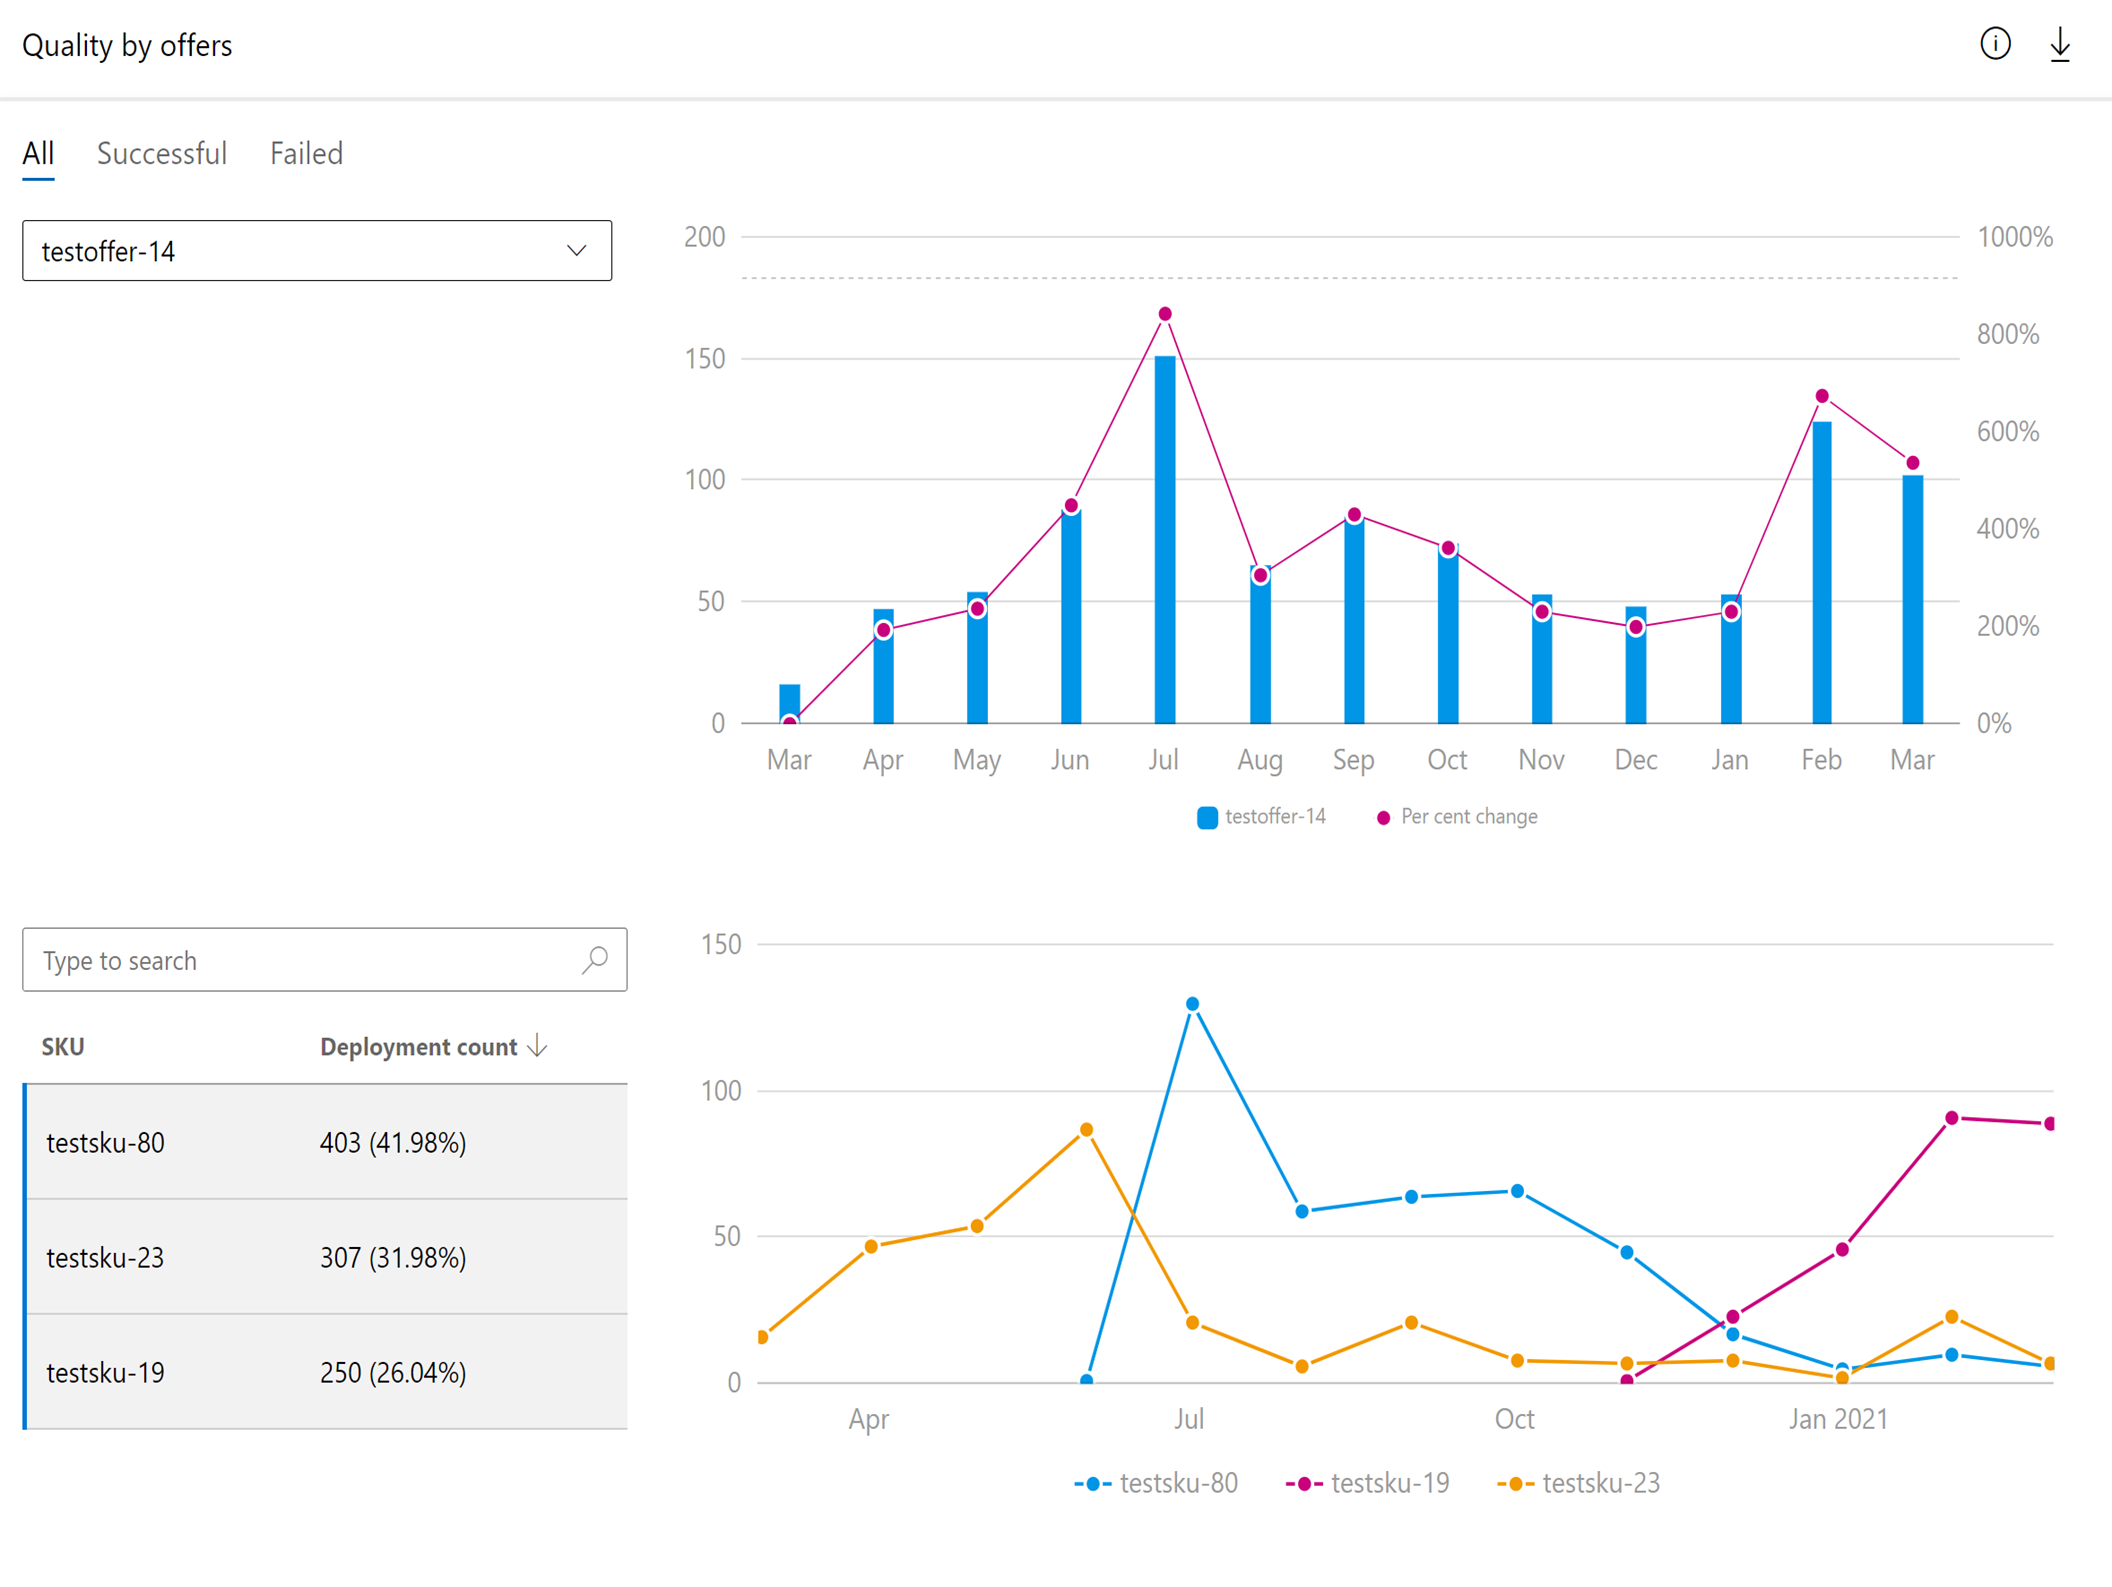 Quality by offers
All Successful Failed
testoffer-14
200 1000%
800%
150
600%
100
400%
50
200%
0 0%
Mar Apr May Jun Jul Aug Sep Oct Nov Dec Jan Feb Mar
testoffer-14 Per cent change
Type to search
SKU Deployment count
testsku-80 403 (41.98%)
testsku-23 307 (31.98%)
testsku-19 250 (26.04%)
150
100
50
0
Apr Jul Oct Jan 2021
testsku-80 testsku-19 testsku-23